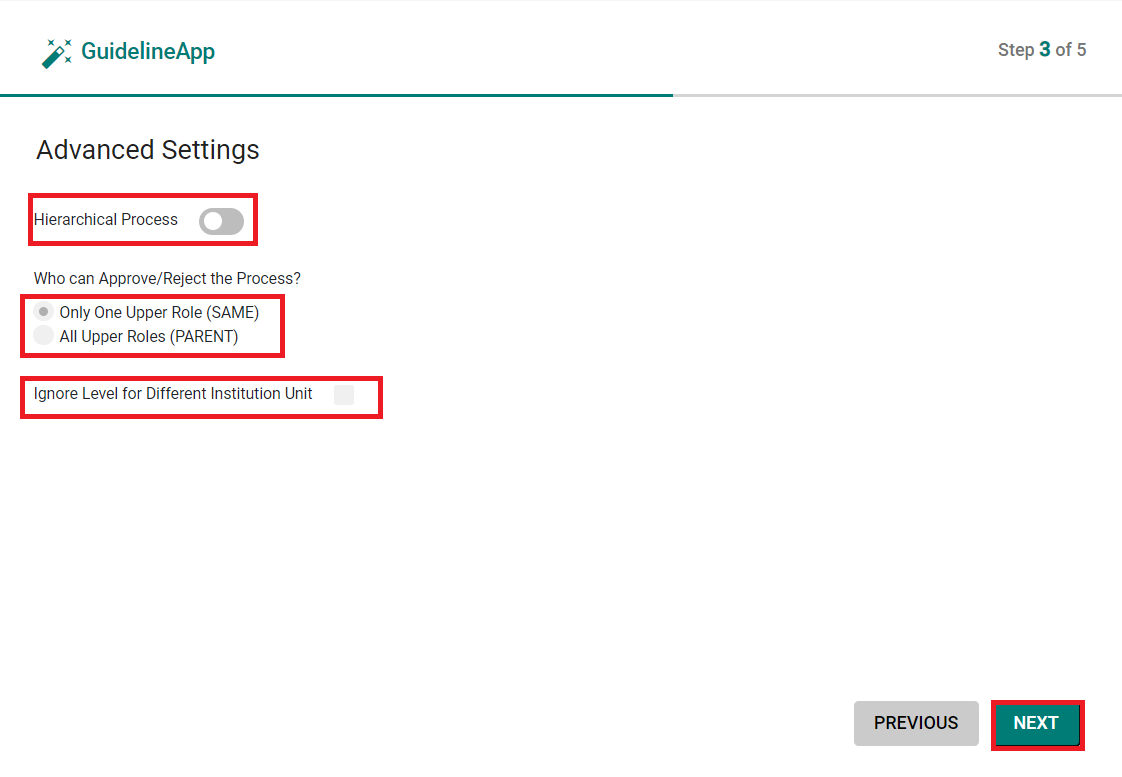 GuidelineApp
Step 3 of 5
Advanced Settings
Hierarchical Process
Who can Approve/Reject the Process?
Only One Upper Role (SAME)
All Upper Roles (PARENT)
Ignore Level for Different Institution Unit
PREVIOUS
NEXT